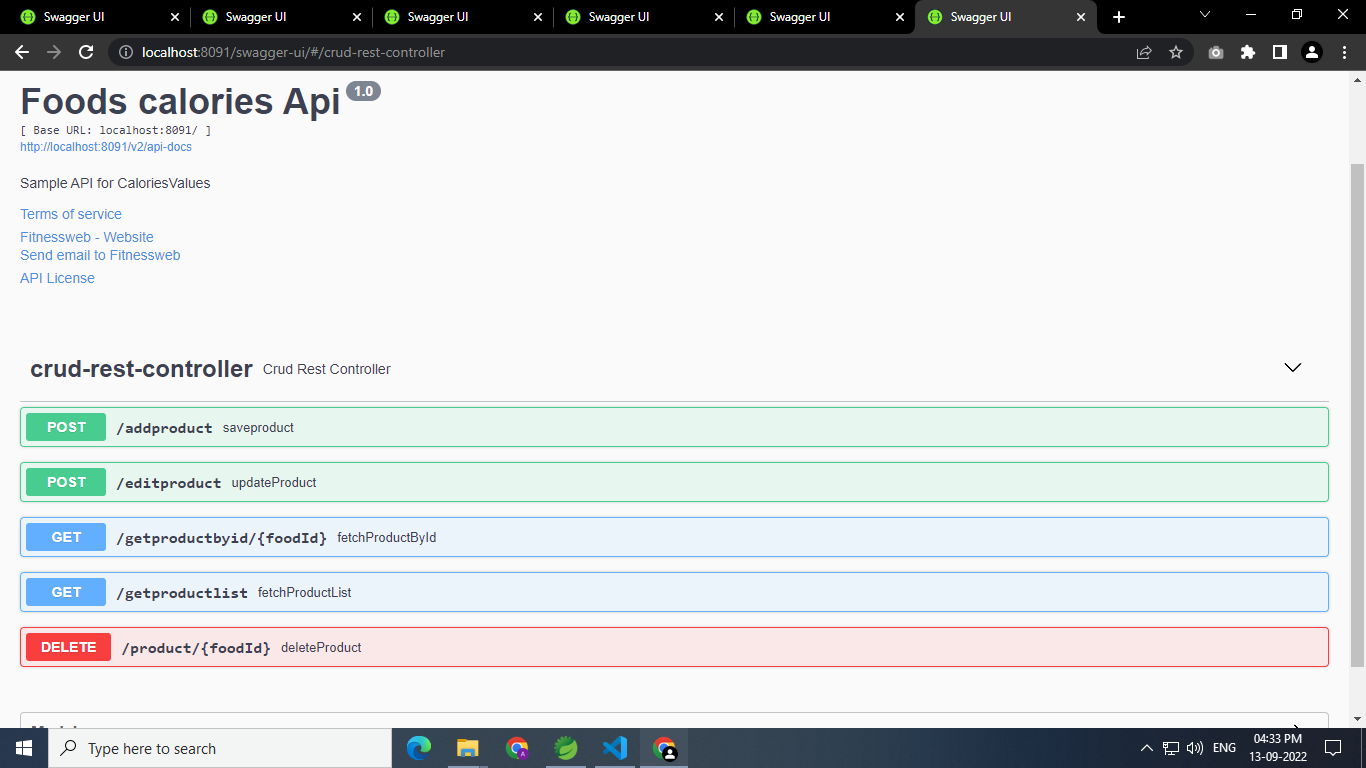 Swagger UI Swagger UI Swagger UI Swagger UI Swagger UI Swagger UI
localhost:8091/swagger-ui/#/crud-rest-controller
Foods calories Api 1.0
[ Base URL: localhost:8091/ ]
http://localhost:8091/v2/api-docs
Sample API for CaloriesValues
Terms of service
Fitnessweb - Website
Send email to Fitnessweb
API License
crud-rest-controller Crud Rest Controller
POST /addproduct saveproduct
POST /editproduct updateProduct
GET /getproductbyid/{foodId} fetchProductById
GET /getproductlist fetchProductList
DELETE /product/{foodId} deleteProduct
Type here to search
ENG
04:33 PM
13-09-2022